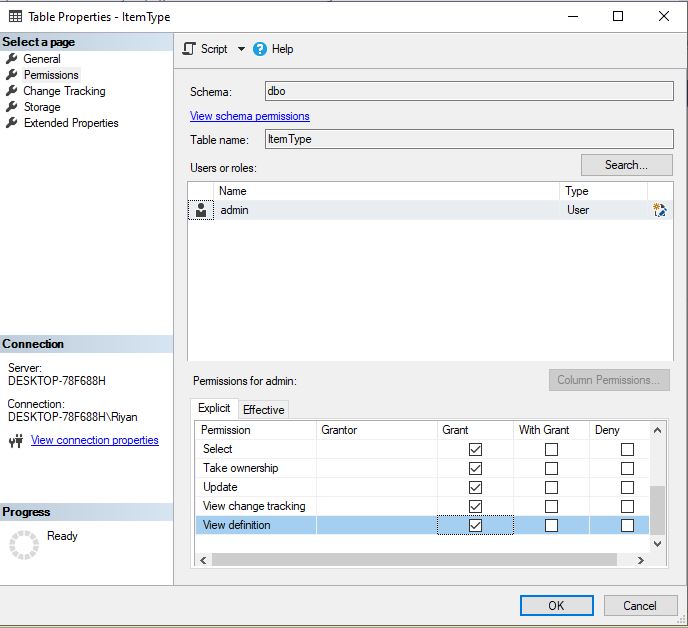 Table Properties - ItemType
Select a page
General
Permissions
Change Tracking
Storage
Extended Properties
Connection
Server:
DESKTOP-78F688H
Connection:
DESKTOP-78F688H\Riyan
View connection properties
Progress
Ready
Script
Help
Schema:
dbo
View schema permissions
Table name:
ItemType
Users or roles:
Search...
Name Type
admin User
Permissions for admin:
Column Permissions...
Explicit Effective
Permission Grantor Grant With Grant Deny
Select
Take ownership
Update
View change tracking
View definition
OK Cancel